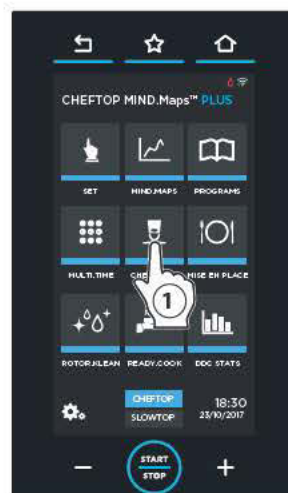 CHEFTOP MIND.Maps™ PLUS
SET
MIND.MAPS
PROGRAMS
MULTI.TIME
CHE
MISE EN PLACE
1
ROTOR.KLEAN
READY.COOK
DDC STATS
CHEFTOP
SLOWTOP
18:30
23/10/2017
START
STOP